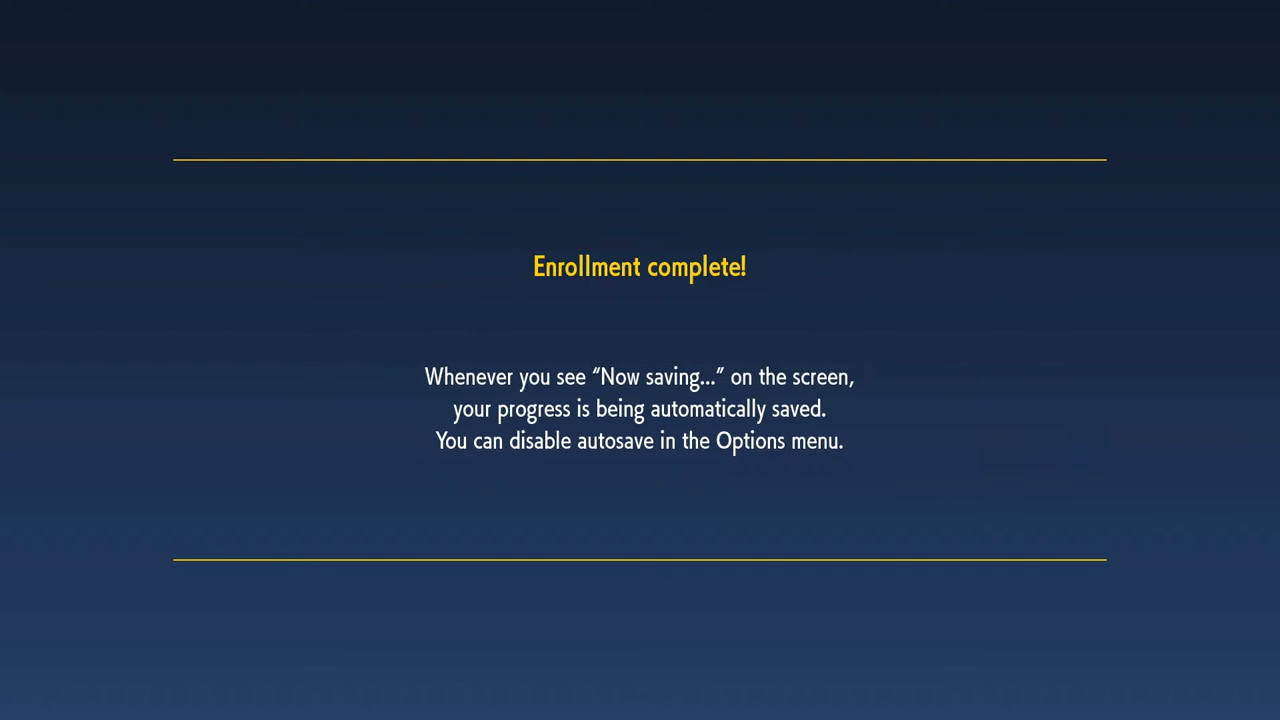 Enrollment complete!
Whenever you see “Now saving...” on the screen,
your progress is being automatically saved.
You can disable autosave in the Options menu.